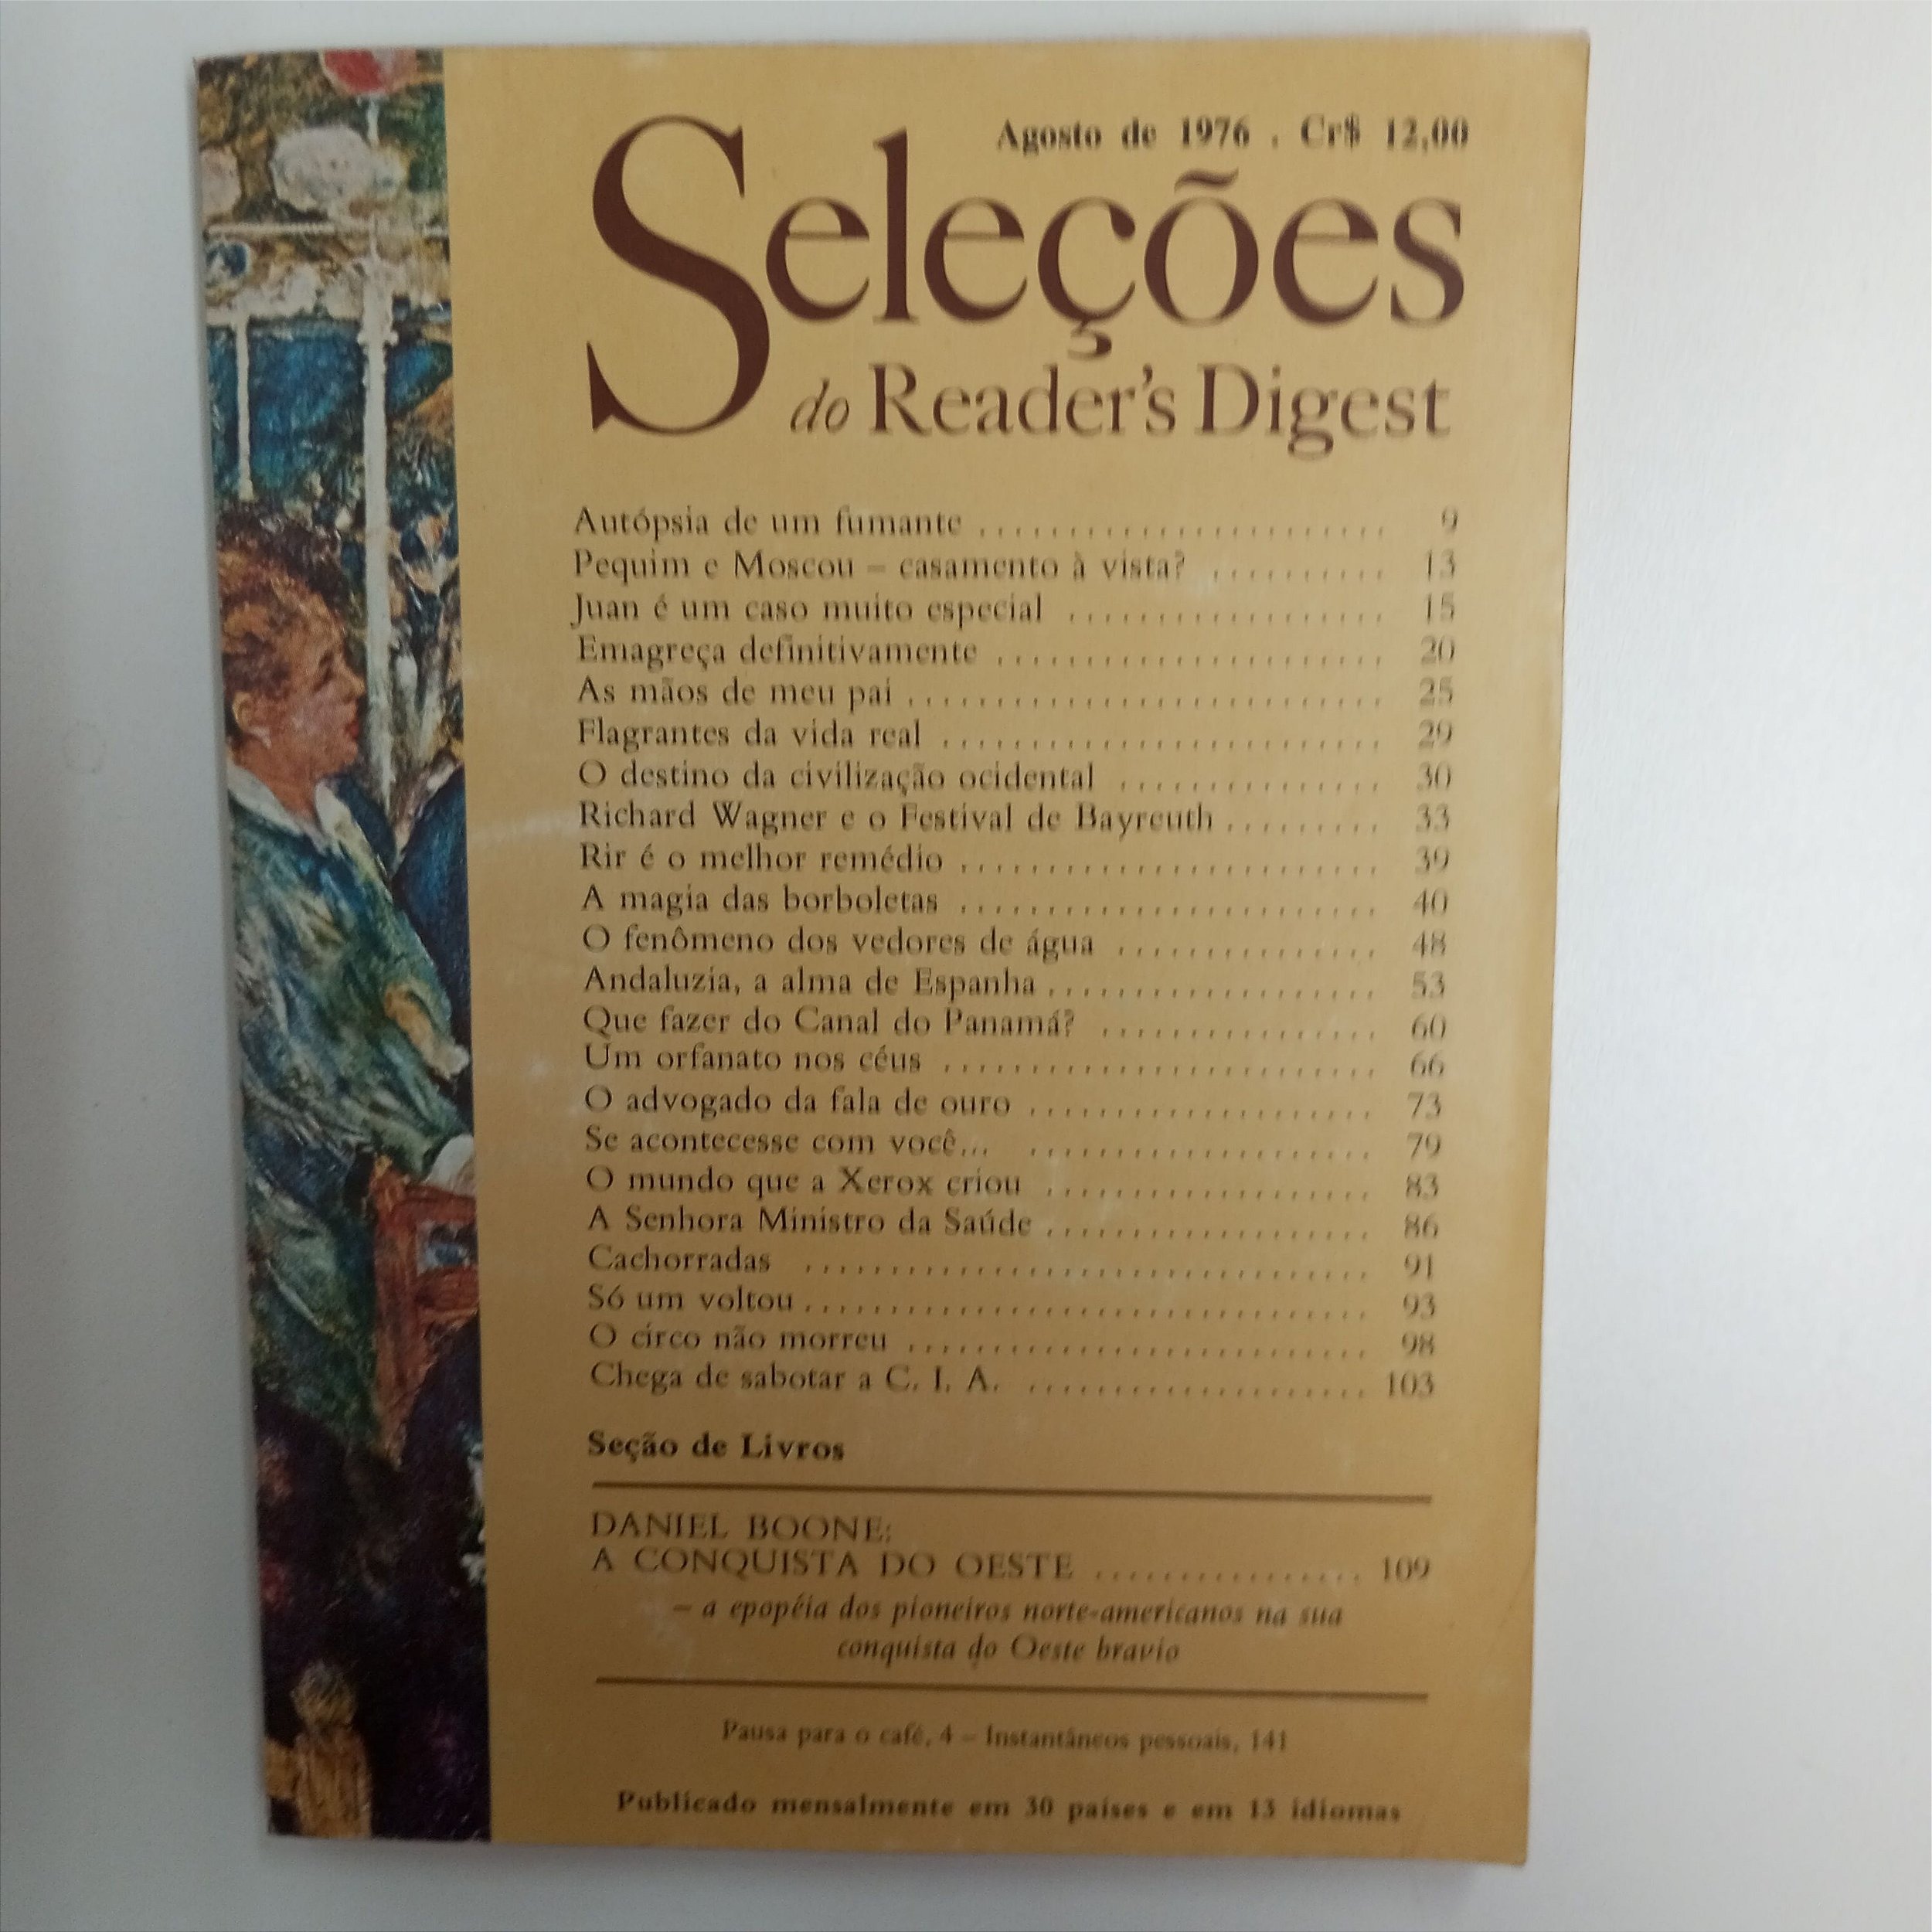 Agosto de 1976 . Cr$ 12,00
Seleções
do Reader's Digest
Autópsia de um fumante ........................ 9
Pequim e Moscou – casamento à vista? .......... 13
Juan é um caso muito especial .................. 15
Emagreça definitivamente ...................... 20
As mãos de meu pai ............................ 25
Flagrantes da vida real ......................... 29
O destino da civilização ocidental ............... 30
Richard Wagner e o Festival de Bayreuth ......... 33
Rir é o melhor remédio ........................ 39
A magia das borboletas ........................ 40
O fenômeno dos vedores de água ............... 48
Andaluzia, a alma de Espanha ................... 53
Que fazer do Canal do Panamá? ................ 60
Um orfanato nos céus ......................... 66
O advogado da fala de ouro .................... 73
Se acontecesse com você... .................... 79
O mundo que a Xerox criou ................... 83
A Senhora Ministro da Saúde ................... 86
Cachorradas ................................. 91
Só um voltou ................................. 93
O circo não morreu ........................... 98
Chega de sabotar a C. I. A. .................... 103
Seção de Livros
DANIEL BOONE:
A CONQUISTA DO OESTE ................ 109
– a epopéia dos pioneiros norte-americanos na sua
conquista do Oeste bravio
Pausa para o café, 4 – Instantâneos pessoais, 141
Publicado mensalmente em 30 países e em 13 idiomas